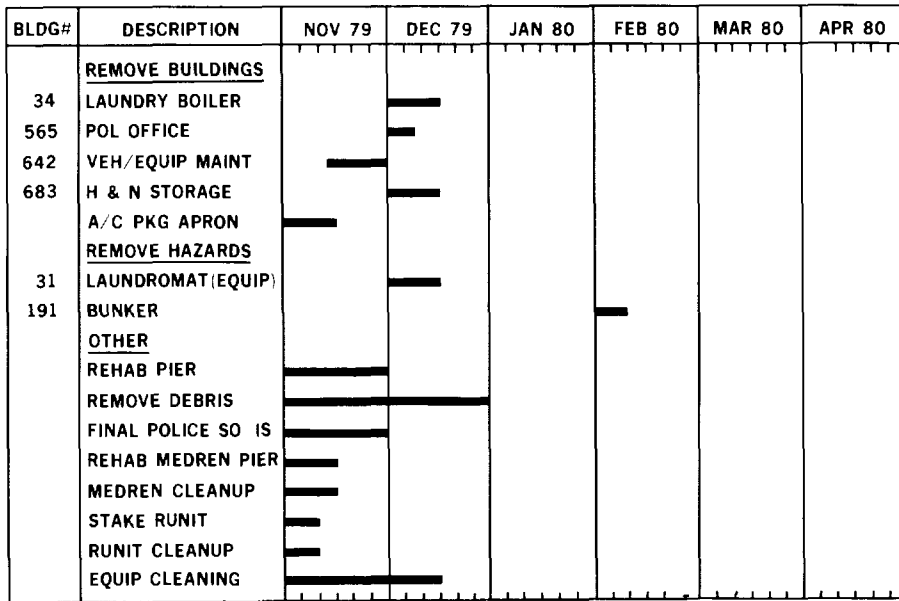 BLDG# DESCRIPTION NOV 79 DEC 79 JAN 80 FEB 80 MAR 80 APR 80
REMOVE BUILDINGS
34 LAUNDRY BOILER
565 POL OFFICE
642 VEH/EQUIP MAINT
683 H & N STORAGE
A/C PKG APRON
REMOVE HAZARDS
31 LAUNDROMAT(EQUIP)
191 BUNKER
OTHER
REHAB PIER
REMOVE DEBRIS
FINAL POLICE SO IS
REHAB MEDREN PIER
MEDREN CLEANUP
STAKE RUNIT
RUNIT CLEANUP
EQUIP CLEANING